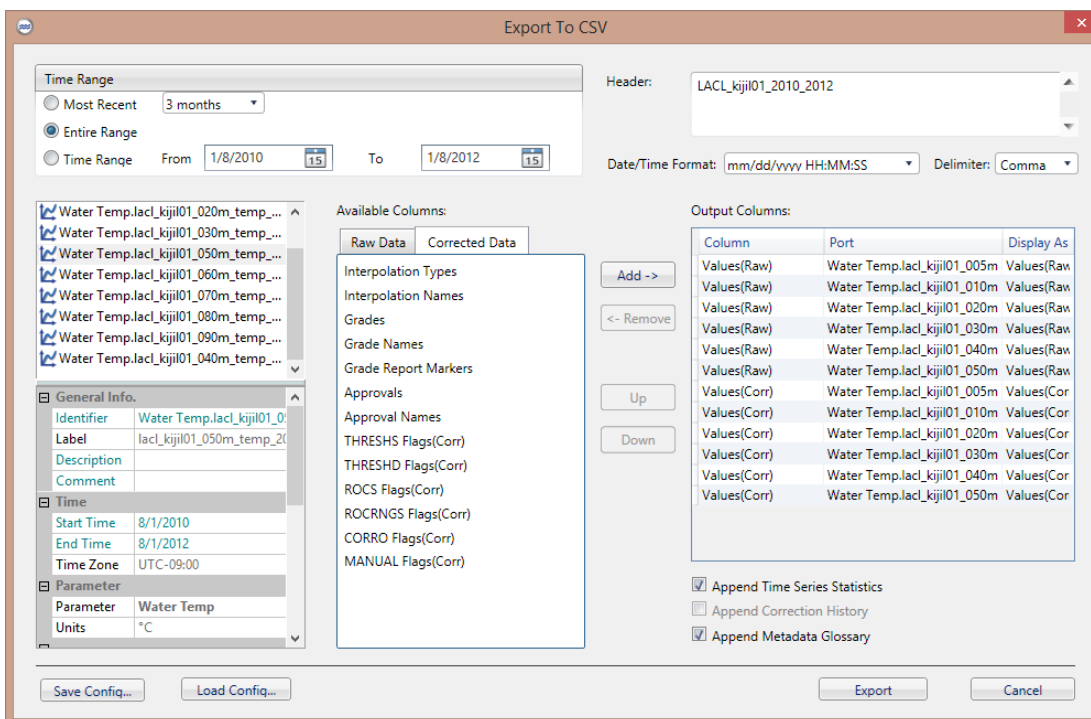 Export To CSV
Time Range
Most Recent 3 months
Entire Range
Time Range From 1/8/2010 15 To 1/8/2012 15
Header: LACL_kijil01_2010_2012
Date/Time Format: mm/dd/yyyy HH:MM:SS Delimiter: Comma
Water Temp.lacl_kijil01_020m_temp_...
Water Temp.lacl_kijil01_030m_temp_...
Water Temp.lacl_kijil01_050m_temp_...
Water Temp.lacl_kijil01_060m_temp_...
Water Temp.lacl_kijil01_070m_temp_...
Water Temp.lacl_kijil01_080m_temp_...
Water Temp.lacl_kijil01_090m_temp_...
Water Temp.lacl_kijil01_040m_temp_...
General Info.
Identifier Water Temp.lacl_kijil01_05
Label lacl_kijil01_050m_temp_20
Description
Comment
Time
Start Time 8/1/2010
End Time 8/1/2012
Time Zone UTC-09:00
Parameter
Parameter Water Temp
Units °C
Available Columns:
Raw Data Corrected Data
Interpolation Types
Interpolation Names
Grades
Grade Names
Grade Report Markers
Approvals
Approval Names
THRESHS Flags(Corr)
THRESHD Flags(Corr)
ROCS Flags(Corr)
ROCRNGS Flags(Corr)
CORRO Flags(Corr)
MANUAL Flags(Corr)
Add ->
<- Remove
Up
Down
Output Columns:
Column Port Display As
Values(Raw) Water Temp.lacl_kijil01_005m Values(Raw
Values(Raw) Water Temp.lacl_kijil01_010m Values(Raw
Values(Raw) Water Temp.lacl_kijil01_020m Values(Raw
Values(Raw) Water Temp.lacl_kijil01_030m Values(Raw
Values(Raw) Water Temp.lacl_kijil01_040m Values(Raw
Values(Raw) Water Temp.lacl_kijil01_050m Values(Raw
Values(Corr) Water Temp.lacl_kijil01_005m Values(Cor
Values(Corr) Water Temp.lacl_kijil01_010m Values(Cor
Values(Corr) Water Temp.lacl_kijil01_020m Values(Cor
Values(Corr) Water Temp.lacl_kijil01_030m Values(Cor
Values(Corr) Water Temp.lacl_kijil01_040m Values(Cor
Values(Corr) Water Temp.lacl_kijil01_050m Values(Cor
Append Time Series Statistics
Append Correction History
Append Metadata Glossary
Save Config... Load Config... Export Cancel